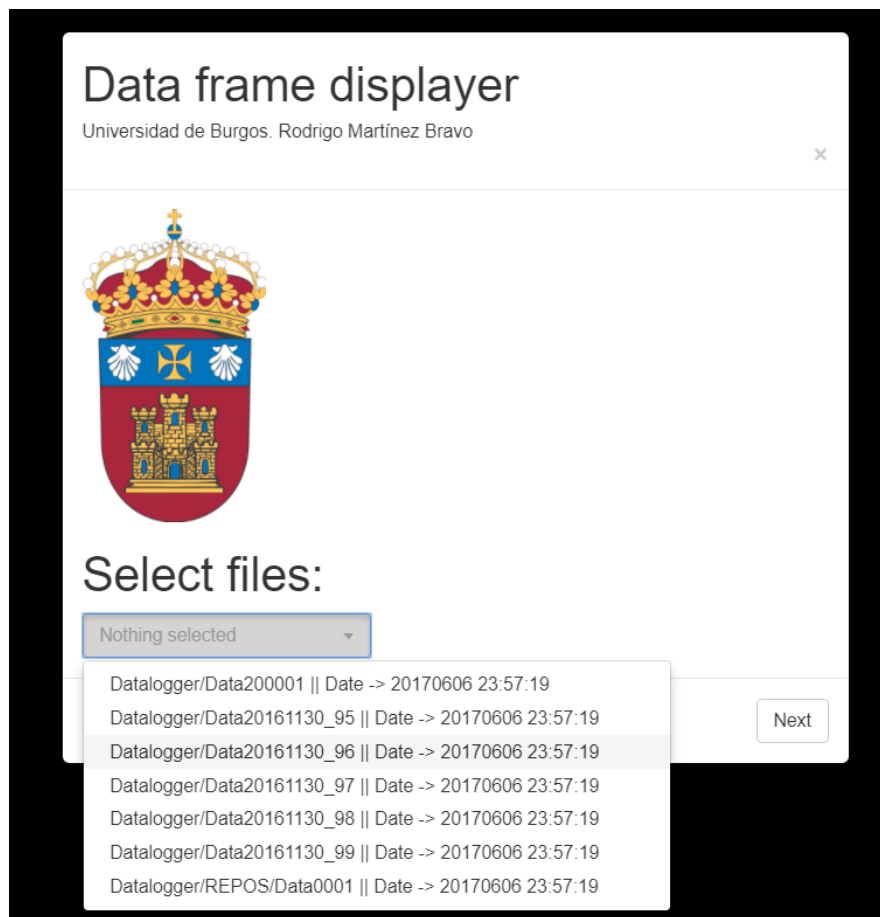 Data frame displayer
Universidad de Burgos. Rodrigo Martínez Bravo
×
Select files:
Nothing selected
Datalogger/Data200001 || Date -> 20170606 23:57:19
Datalogger/Data20161130_95 || Date -> 20170606 23:57:19
Datalogger/Data20161130_96 || Date -> 20170606 23:57:19
Datalogger/Data20161130_97 || Date -> 20170606 23:57:19
Datalogger/Data20161130_98 || Date -> 20170606 23:57:19
Datalogger/Data20161130_99 || Date -> 20170606 23:57:19
Datalogger/REPOS/Data0001 || Date -> 20170606 23:57:19
Next